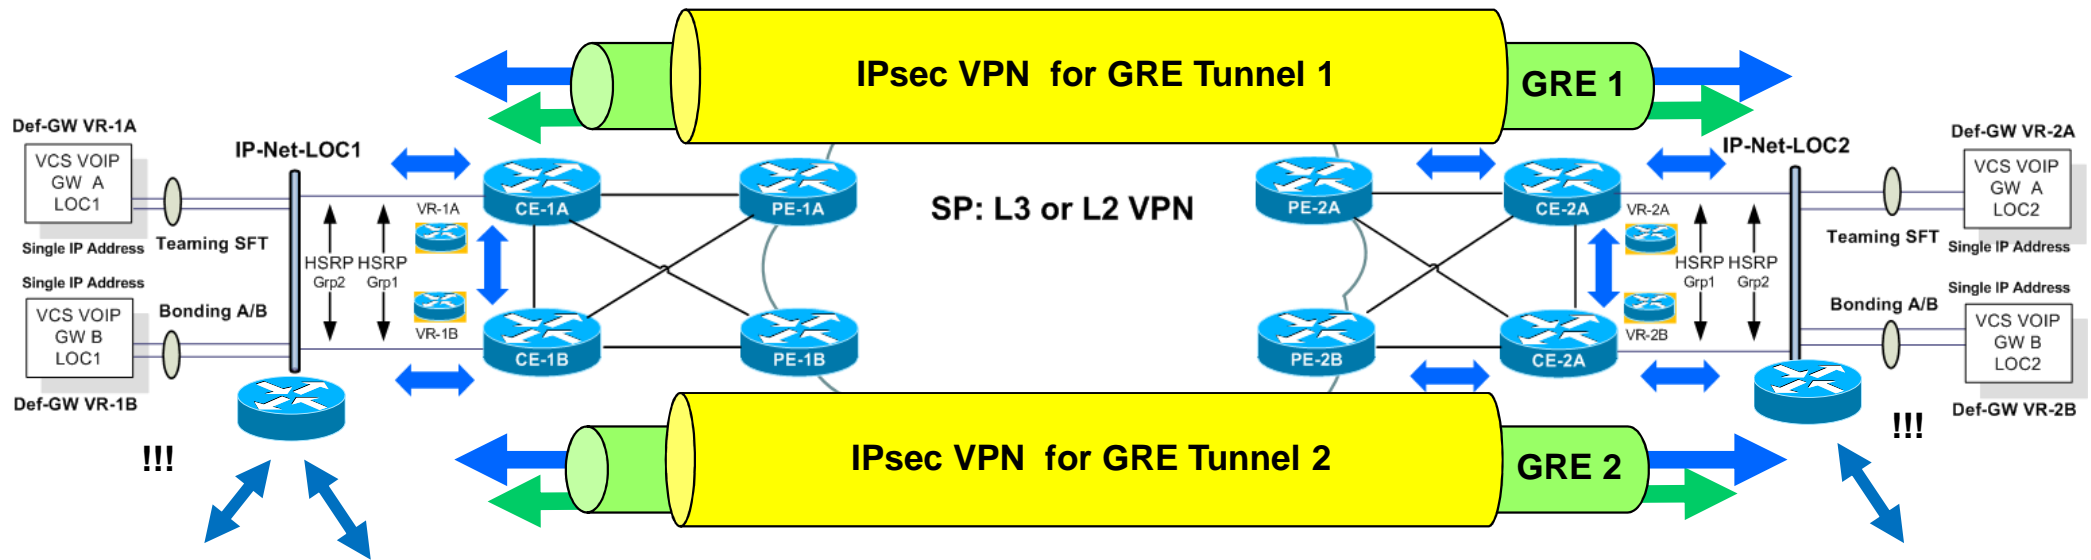 IPsec VPN  for GRE Tunnel 1
GRE 1
Def-GW VR-1A
VCS VOIP
GW  A
LOC1
Single IP Address
Teaming SFT
IP-Net-LOC1
Single IP Address
VCS VOIP
GW B
LOC1
Def-GW VR-1B
Bonding A/B
!!!
HSRP
Grp2
HSRP
Grp1
VR-1A
VR-1B
CE-1A
CE-1B
PE-1A
PE-1B
SP: L3 or L2 VPN
PE-2A
PE-2B
CE-2A
CE-2A
VR-2A
VR-2B
HSRP
Grp1
HSRP
Grp2
IP-Net-LOC2
Teaming SFT
Bonding A/B
Def-GW VR-2A
VCS VOIP
GW  A
LOC2
Single IP Address
Single IP Address
VCS VOIP
GW B
LOC2
Def-GW VR-2B
!!!
IPsec VPN  for GRE Tunnel 2
GRE 2